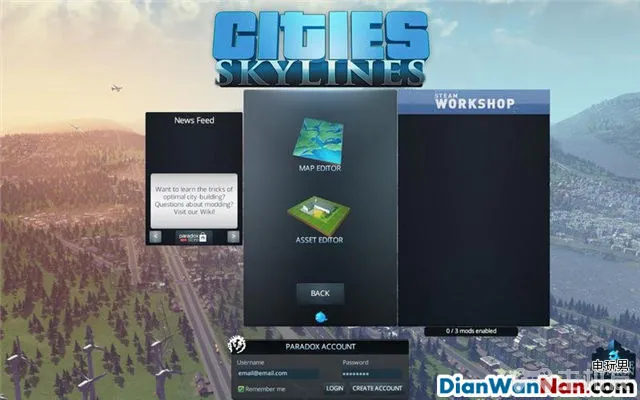 CITIES
SKYLINES
News Feed
Want to learn the tricks of
optimal city-building?
Questions about modding?
Visit our Wiki!
paradox
MAP EDITOR
ASSET EDITOR
BACK
STEAM
WORKSHOP
0 / 3 mods enabled
PARADOX ACCOUNT
Username
Password
email@email.com
********
Remember me
LOGIN
CREATE ACCOUNT
电玩男
DianWanNan.com